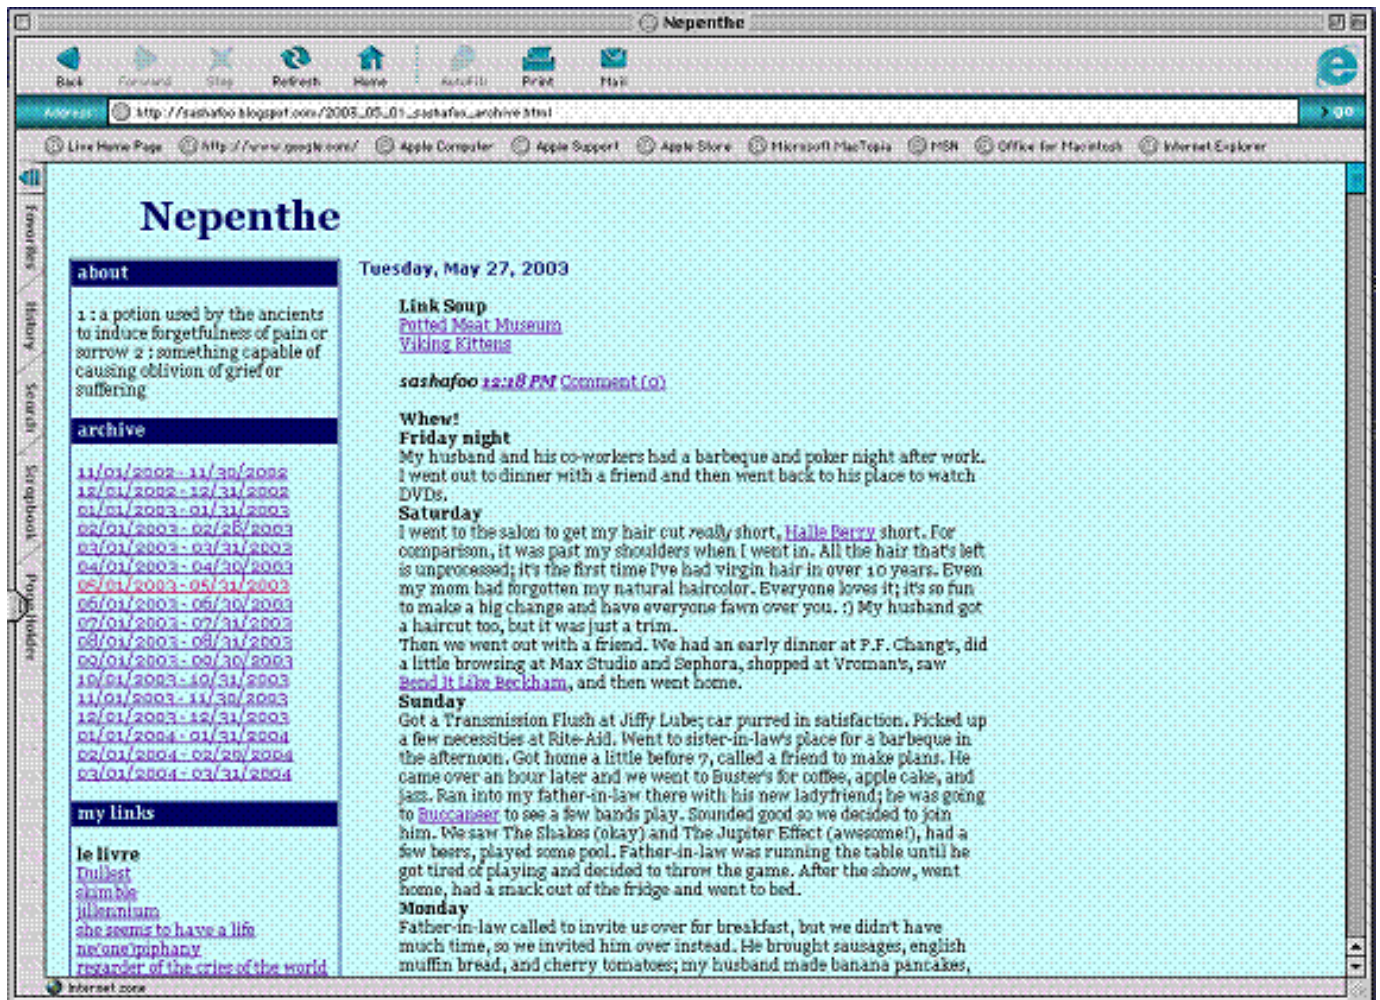 Nepenthe
Back Forward Stop Refresh Home AutoFill Print Mail
Address http://sashafoo.blogspot.com/2003_05_01_sashafoo_archive.html go
Live Home Page http://www.google.com/ Apple Computer Apple Support Apple Store Microsoft MacTopia MSN Office for Macintosh Internet Explorer
Favorites
History
Search
Scrapbook
Page Holder
Nepenthe
about
1 : a potion used by the ancients
to induce forgetfulness of pain or
sorrow 2 : something capable of
causing oblivion of grief or
suffering
archive
11/01/2002 - 11/30/2002
12/01/2002 - 12/31/2002
01/01/2003 - 01/31/2003
02/01/2003 - 02/28/2003
03/01/2003 - 03/31/2003
04/01/2003 - 04/30/2003
05/01/2003 - 05/31/2003
06/01/2003 - 06/30/2003
07/01/2003 - 07/31/2003
08/01/2003 - 08/31/2003
09/01/2003 - 09/30/2003
10/01/2003 - 10/31/2003
11/01/2003 - 11/30/2003
12/01/2003 - 12/31/2003
01/01/2004 - 01/31/2004
02/01/2004 - 02/29/2004
03/01/2004 - 03/31/2004
my links
le livre
Dullest
skimble
jillennium
she seems to have a life
ne'one'piphany
regarder of the cries of the world
Tuesday, May 27, 2003
Link Soup
Potted Meat Museum
Viking Kittens
sashafoo 12:18 PM Comment (0)
Whew!
Friday night
My husband and his co-workers had a barbeque and poker night after work.
I went out to dinner with a friend and then went back to his place to watch
DVDs.
Saturday
I went to the salon to get my hair cut really short, Halle Berry short. For
comparison, it was past my shoulders when I went in. All the hair that's left
is unprocessed; it's the first time I've had virgin hair in over 10 years. Even
my mom had forgotten my natural haircolor. Everyone loves it; it's so fun
to make a big change and have everyone fawn over you. :) My husband got
a haircut too, but it was just a trim.
Then we went out with a friend. We had an early dinner at P.F. Chang's, did
a little browsing at Max Studio and Sephora, shopped at Vroman's, saw
Bend It Like Beckham, and then went home.
Sunday
Got a Transmission Flush at Jiffy Lube; car purred in satisfaction. Picked up
a few necessities at Rite-Aid. Went to sister-in-law's place for a barbeque in
the afternoon. Got home a little before 7, called a friend to make plans. He
came over an hour later and we went to Buster's for coffee, apple cake, and
jazz. Ran into my father-in-law there with his new ladyfriend; he was going
to Buccaneer to see a few bands play. Sounded good so we decided to join
him. We saw The Shakes (okay) and The Jupiter Effect (awesome!), had a
few beers, played some pool. Father-in-law was running the table until he
got tired of playing and decided to throw the game. After the show, went
home, had a snack out of the fridge and went to bed.
Monday
Father-in-law called to invite us over for breakfast, but we didn't have
much time, so we invited him over instead. He brought sausages, english
muffin bread, and cherry tomatoes; my husband made banana pancakes,
Internet zone